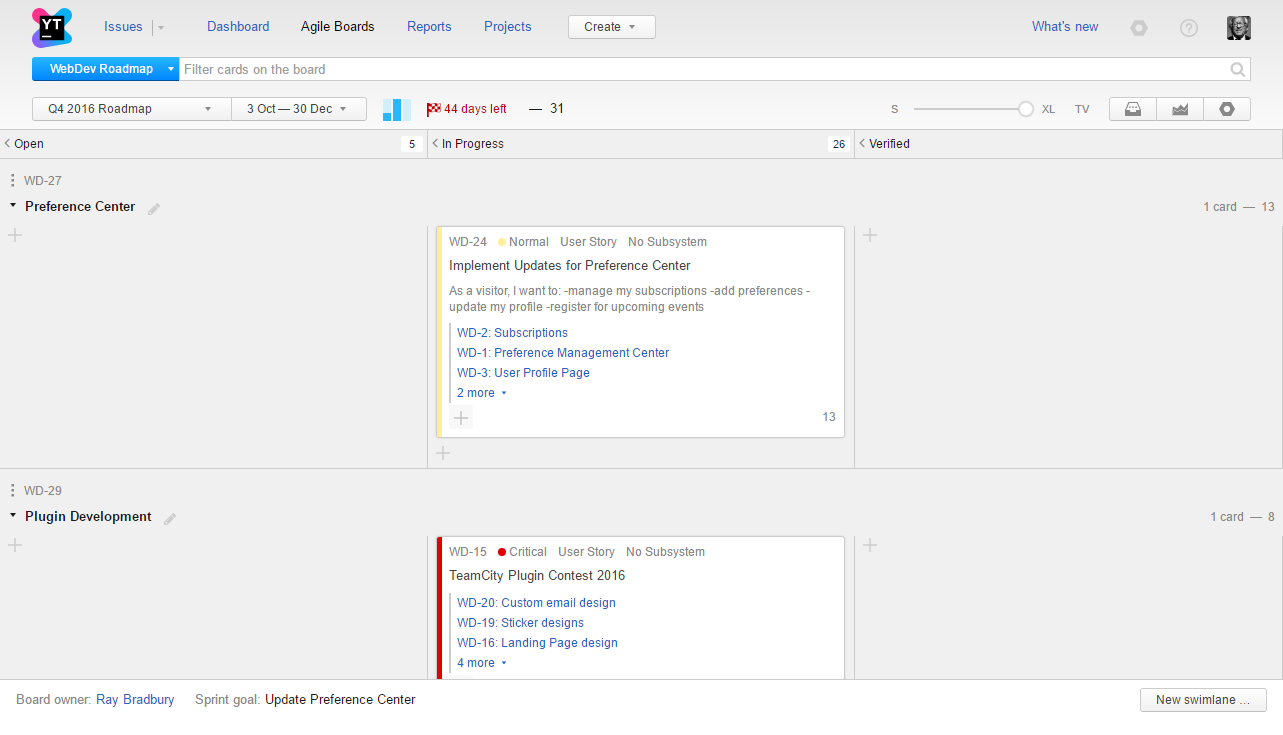 YT Issues Dashboard Agile Boards Reports Projects Create What's new ?
WebDev Roadmap Filter cards on the board
Q4 2016 Roadmap 3 Oct — 30 Dec 44 days left — 31 S XL TV
Open 5 In Progress 26 Verified
WD-27
Preference Center 1 card — 13
WD-24 Normal User Story No Subsystem
Implement Updates for Preference Center
As a visitor, I want to: -manage my subscriptions -add preferences -
update my profile -register for upcoming events
WD-2: Subscriptions
WD-1: Preference Management Center
WD-3: User Profile Page
2 more
13
WD-29
Plugin Development 1 card — 8
WD-15 Critical User Story No Subsystem
TeamCity Plugin Contest 2016
WD-20: Custom email design
WD-19: Sticker designs
WD-16: Landing Page design
4 more
Board owner: Ray Bradbury Sprint goal: Update Preference Center New swimlane ...